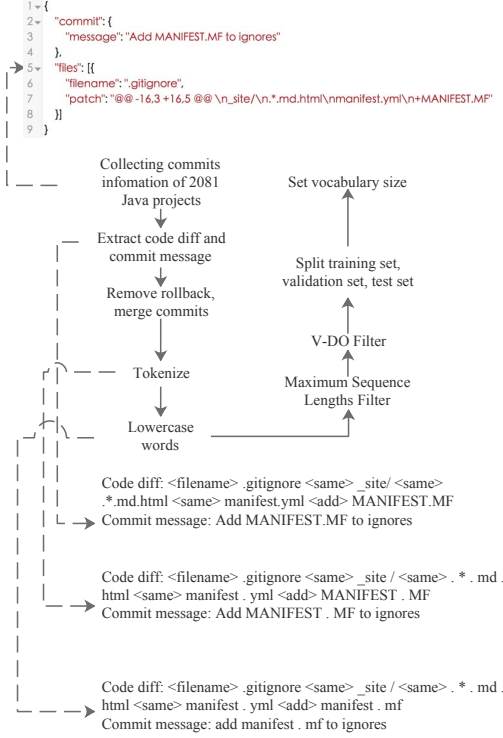 1 {
2 "commit": {
3 "message": "Add MANIFEST.MF to ignores"
4 },
5 "files": [{
6 "filename": ".gitignore",
7 "patch": "@@ -16,3 +16,5 @@ \n_site/\n.*.md.html\nmanifest.yml\n+MANIFEST.MF"
8 }]
9 }
Collecting commits
infomation of 2081
Java projects
Extract code diff and
commit message
Remove rollback,
merge commits
Tokenize
Lowercase
words
Set vocabulary size
Split training set,
validation set, test set
V-DO Filter
Maximum Sequence
Lengths Filter
Code diff: <filename> .gitignore <same> _site/ <same>
.*.md.html <same> manifest.yml <add> MANIFEST.MF
Commit message: Add MANIFEST.MF to ignores
Code diff: <filename> .gitignore <same> _site / <same> . * . md .
html <same> manifest . yml <add> MANIFEST . MF
Commit message: Add MANIFEST . MF to ignores
Code diff: <filename> .gitignore <same> _site / <same> . * . md .
html <same> manifest . yml <add> manifest . mf
Commit message: add manifest . mf to ignores